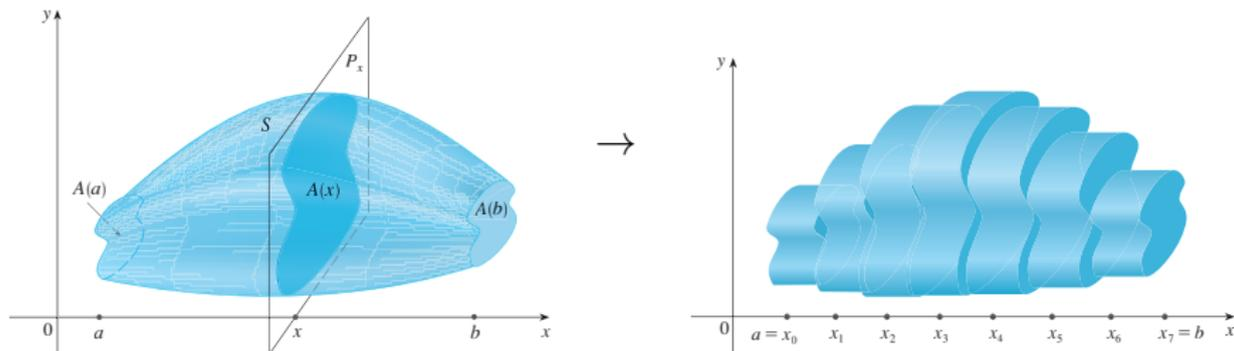 y
P_x
S
A(a)
A(x)
A(b)
0
a
x
b
x
→
y
0
a = x_0
x_1
x_2
x_3
x_4
x_5
x_6
x_7 = b
x